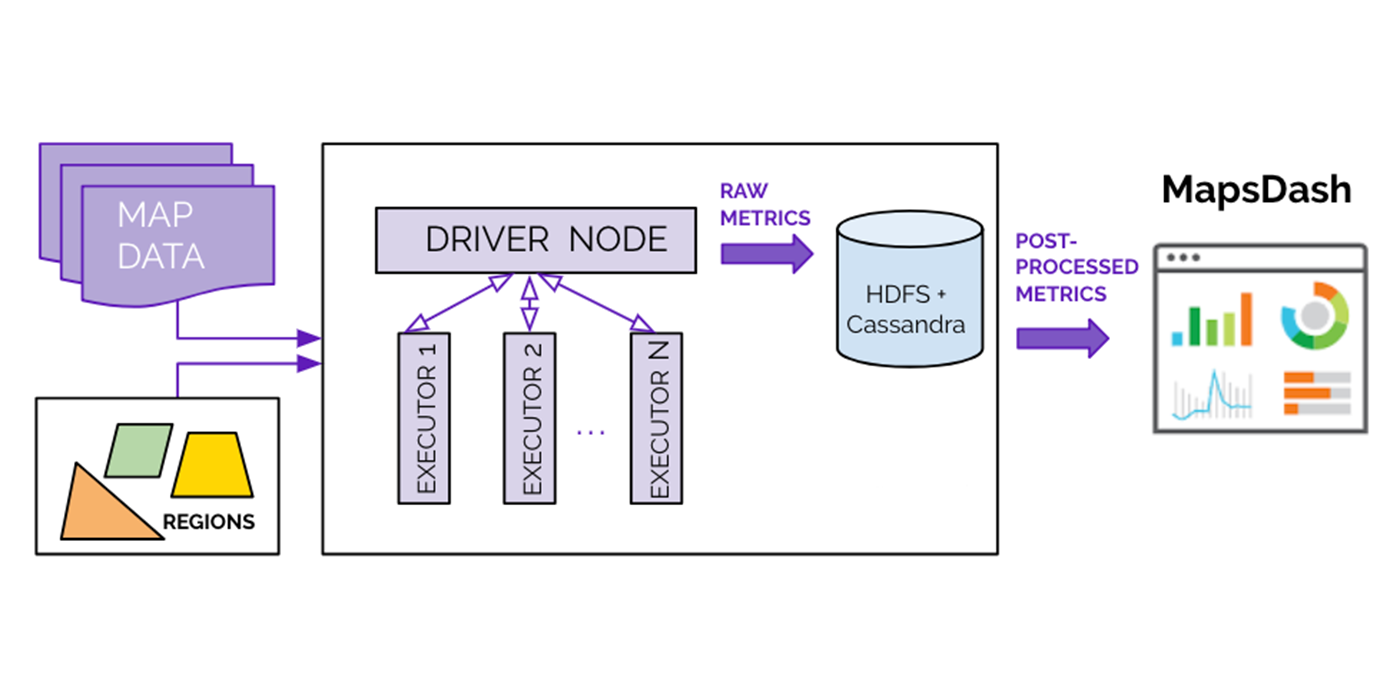 MAP
DATA
REGIONS
DRIVER NODE
EXECUTOR 1
EXECUTOR 2
...
EXECUTOR N
RAW
METRICS
HDFS +
Cassandra
POST-
PROCESSED
METRICS
MapsDash